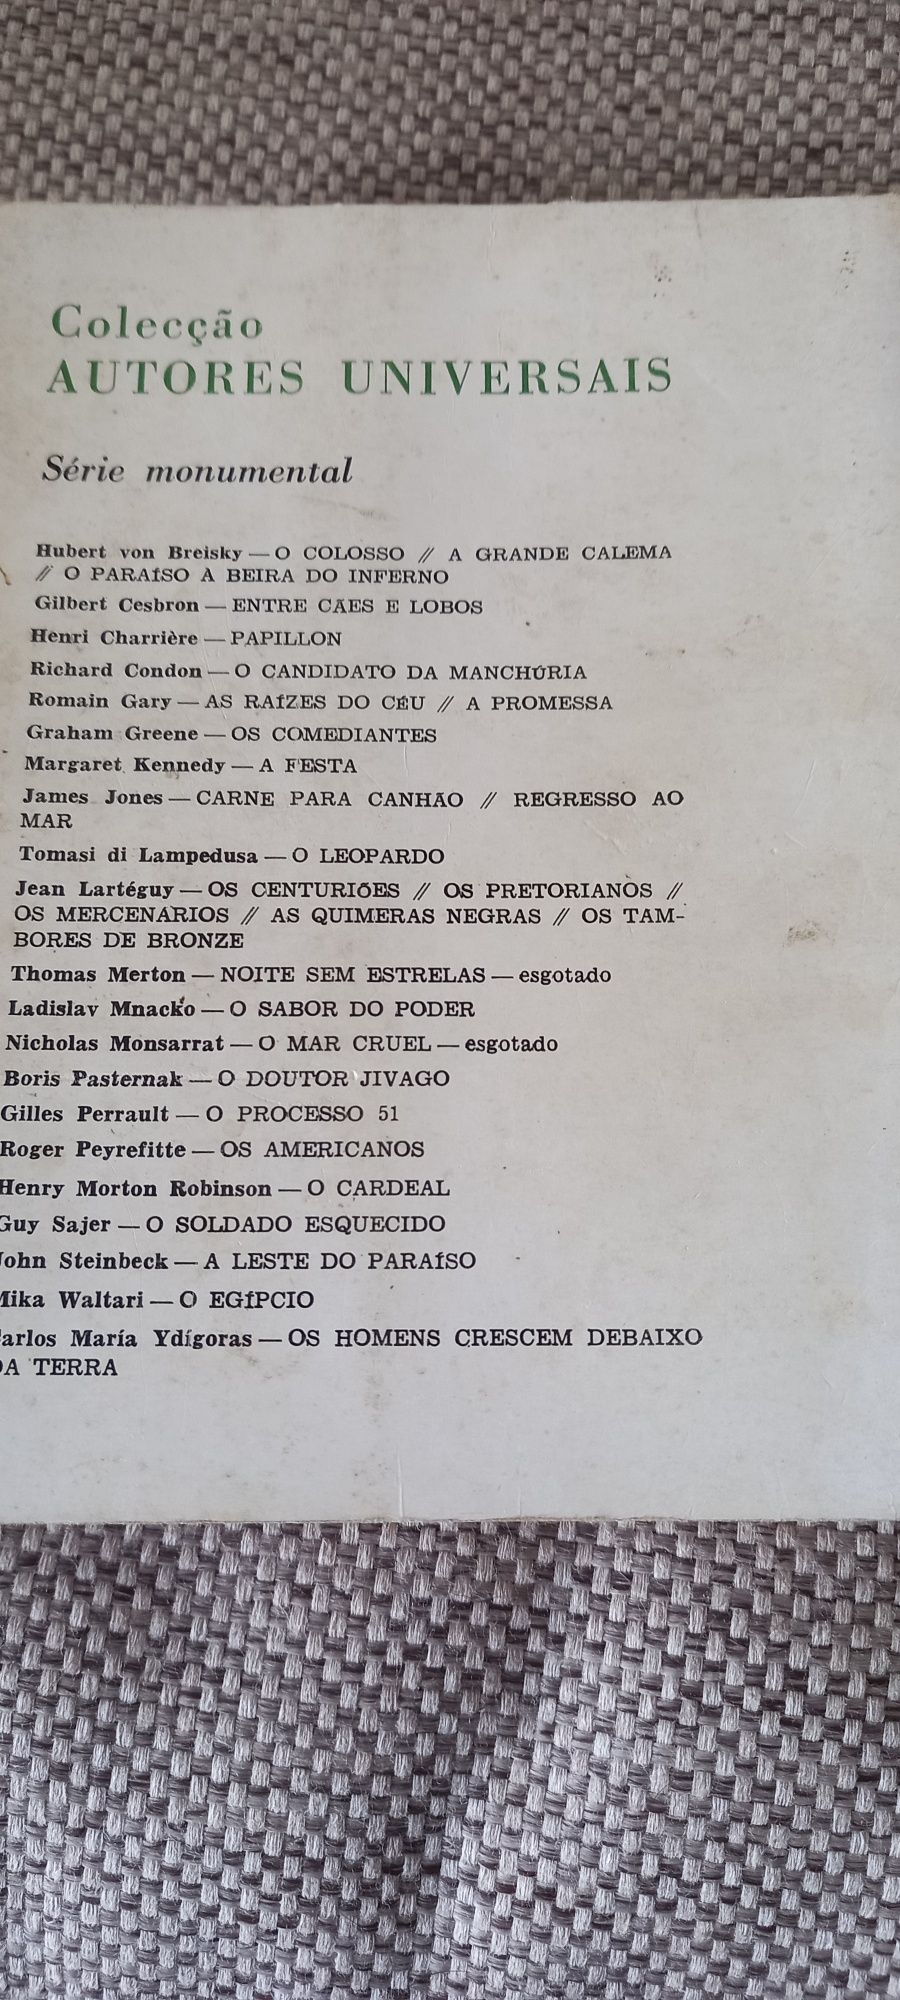 Colecção
AUTORES UNIVERSAIS
Série monumental
Hubert von Breisky — O COLOSSO // A GRANDE CALEMA
// O PARAÍSO À BEIRA DO INFERNO
Gilbert Cesbron — ENTRE CÃES E LOBOS
Henri Charrière — PAPILLON
Richard Condon — O CANDIDATO DA MANCHÚRIA
Romain Gary — AS RAÍZES DO CÉU // A PROMESSA
Graham Greene — OS COMEDIANTES
Margaret Kennedy — A FESTA
James Jones — CARNE PARA CANHÃO // REGRESSO AO
MAR
Tomasi di Lampedusa — O LEOPARDO
Jean Lartéguy — OS CENTURIÕES // OS PRETORIANOS //
OS MERCENÁRIOS // AS QUIMERAS NEGRAS // OS TAM-
BORES DE BRONZE
Thomas Merton — NOITE SEM ESTRELAS — esgotado
Ladislav Mnacko — O SABOR DO PODER
Nicholas Monsarrat — O MAR CRUEL — esgotado
Boris Pasternak — O DOUTOR JIVAGO
Gilles Perrault — O PROCESSO 51
Roger Peyrefitte — OS AMERICANOS
Henry Morton Robinson — O CARDEAL
Guy Sajer — O SOLDADO ESQUECIDO
John Steinbeck — A LESTE DO PARAÍSO
Mika Waltari — O EGÍPCIO
arlos María Ydígoras — OS HOMENS CRESCEM DEBAIXO
DA TERRA